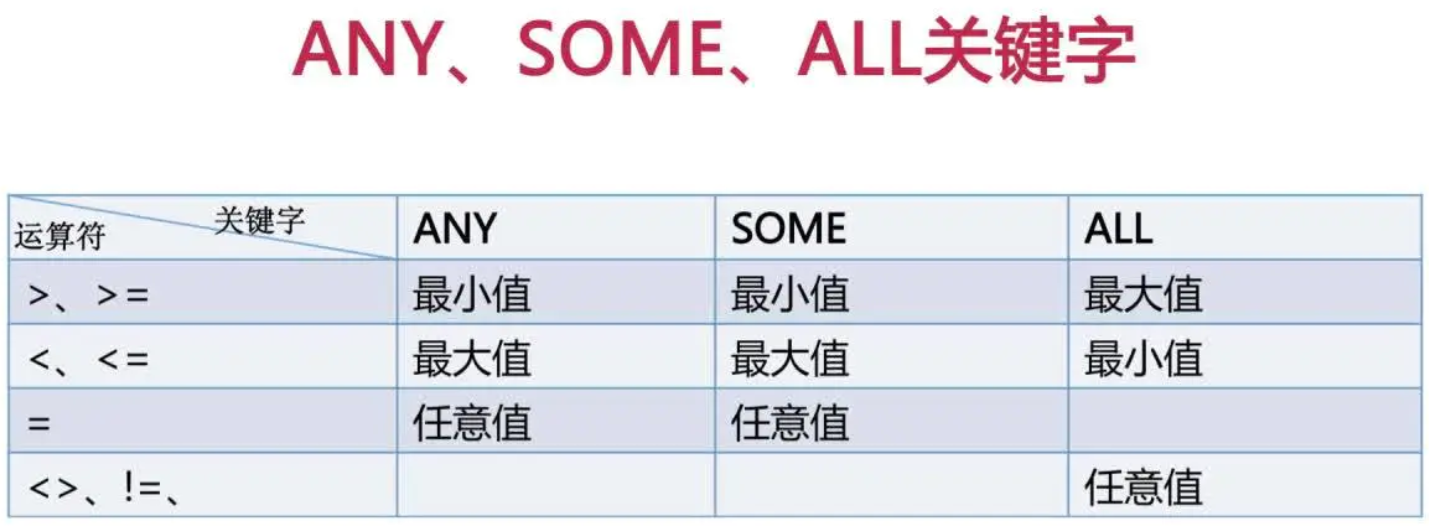 ANY、SOME、ALL关键字
关键字
运算符
ANY
SOME
ALL
>、>=
最小值
最小值
最大值
<、<=
最大值
最大值
最小值
=
任意值
任意值
<>、!=、
任意值